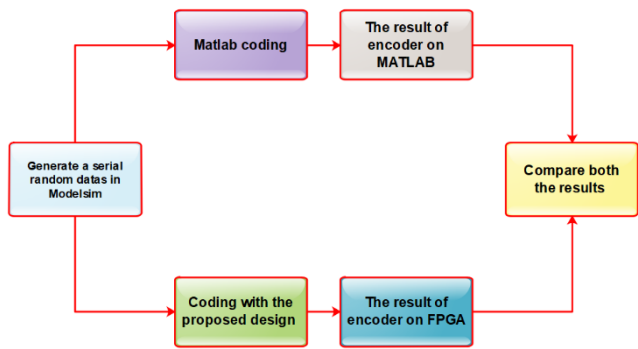 Matlab coding
The result of
encoder on
MATLAB
Generate a serial
random datas in
Modelsim
Compare both
the results
Coding with the
proposed design
The result of
encoder on FPGA